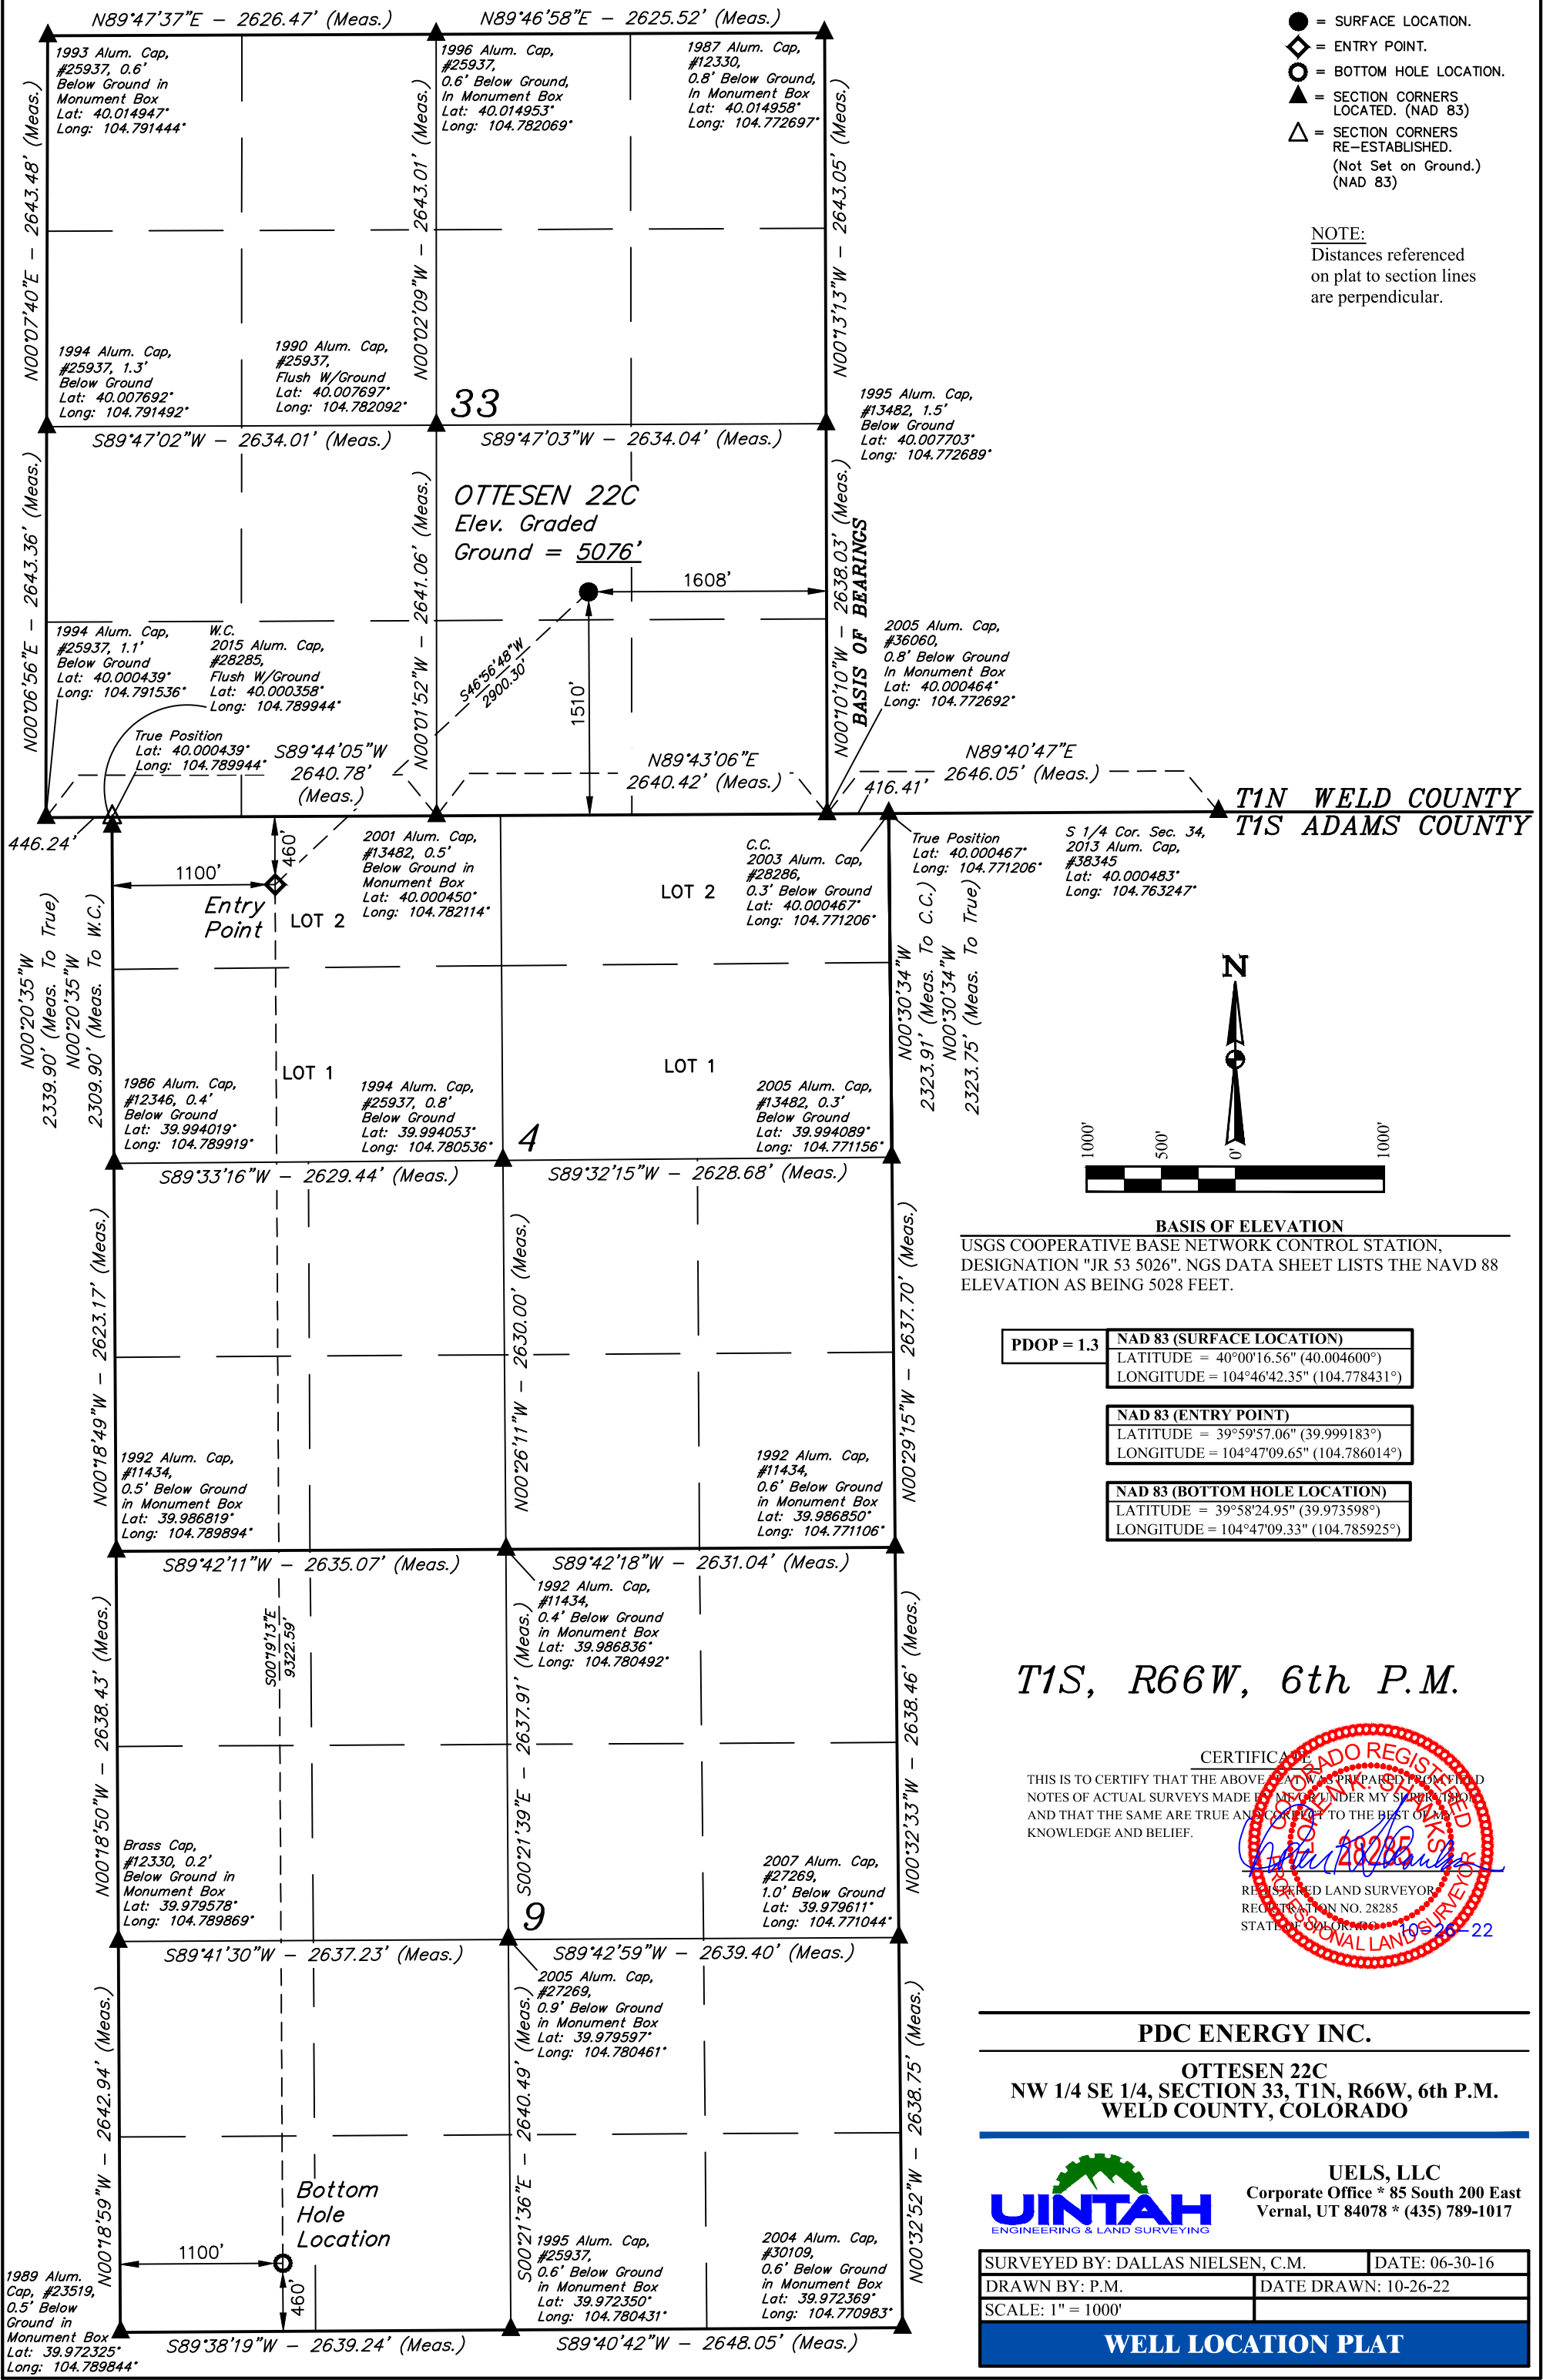 N89°47'37"E - 2626.47' (Meas.)
N89°46'58"E - 2625.52' (Meas.)
1993 Alum. Cap,
#25937, 0.6'
Below Ground in
Monument Box
Lat: 40.014947°
Long: 104.791444°
1996 Alum. Cap,
#25937,
0.6' Below Ground,
In Monument Box
Lat: 40.014953°
Long: 104.782069°
1987 Alum. Cap,
#12330,
0.8' Below Ground,
In Monument Box
Lat: 40.014958°
Long: 104.772697°
= SURFACE LOCATION.
= ENTRY POINT.
= BOTTOM HOLE LOCATION.
= SECTION CORNERS
LOCATED. (NAD 83)
= SECTION CORNERS
RE-ESTABLISHED.
(Not Set on Ground.)
(NAD 83)
NOTE:
Distances referenced
on plat to section lines
are perpendicular.
N00°07'40"E - 2643.48' (Meas.)
N00°02'09"W - 2643.01' (Meas.)
N00°13'13"W - 2643.05' (Meas.)
1994 Alum. Cap,
#25937, 1.3'
Below Ground
Lat: 40.007692°
Long: 104.791492°
1990 Alum. Cap,
#25937,
Flush W/Ground
Lat: 40.007697°
Long: 104.782092°
33
1995 Alum. Cap,
#13482, 1.5'
Below Ground
Lat: 40.007703°
Long: 104.772689°
S89°47'02"W - 2634.01' (Meas.)
S89°47'03"W - 2634.04' (Meas.)
OTTESEN 22C
Elev. Graded
Ground = 5076'
1608'
1510'
S46°56'48"W
2900.30'
N00°06'56"E - 2643.36' (Meas.)
N00°01'52"W - 2641.06' (Meas.)
N00°10'10"W - 2638.03' (Meas.)
BASIS OF BEARINGS
1994 Alum. Cap,
#25937, 1.1'
Below Ground
Lat: 40.000439°
Long: 104.791536°
W.C.
2015 Alum. Cap,
#28285,
Flush W/Ground
Lat: 40.000358°
Long: 104.789944°
2005 Alum. Cap,
#36060,
0.8' Below Ground
In Monument Box
Lat: 40.000464°
Long: 104.772692°
True Position
Lat: 40.000439°
Long: 104.789944°
S89°44'05"W
2640.78'
(Meas.)
N89°43'06"E
2640.42' (Meas.)
N89°40'47"E
2646.05' (Meas.)
416.41'
446.24'
T1N WELD COUNTY
T1S ADAMS COUNTY
460'
1100'
Entry
Point
LOT 2
2001 Alum. Cap,
#13482, 0.5'
Below Ground in
Monument Box
Lat: 40.000450°
Long: 104.782114°
LOT 2
C.C.
2003 Alum. Cap,
#28286,
0.3' Below Ground
Lat: 40.000467°
Long: 104.771206°
True Position
Lat: 40.000467°
Long: 104.771206°
S 1/4 Cor. Sec. 34,
2013 Alum. Cap,
#38345
Lat: 40.000483°
Long: 104.763247°
N00°20'35"W
2339.90' (Meas. To True)
N00°20'35"W
2309.90' (Meas. To W.C.)
N00°30'34"W
2323.91' (Meas. To C.C.)
N00°30'34"W
2323.75' (Meas. To True)
N
1000'
500'
0'
1000'
LOT 1
LOT 1
1986 Alum. Cap,
#12346, 0.4'
Below Ground
Lat: 39.994019°
Long: 104.789919°
1994 Alum. Cap,
#25937, 0.8'
Below Ground
Lat: 39.994053°
Long: 104.780536°
4
2005 Alum. Cap,
#13482, 0.3'
Below Ground
Lat: 39.994089°
Long: 104.771156°
S89°33'16"W - 2629.44' (Meas.)
S89°32'15"W - 2628.68' (Meas.)
BASIS OF ELEVATION
USGS COOPERATIVE BASE NETWORK CONTROL STATION,
DESIGNATION "JR 53 5026". NGS DATA SHEET LISTS THE NAVD 88
ELEVATION AS BEING 5028 FEET.
PDOP = 1.3
NAD 83 (SURFACE LOCATION)
LATITUDE = 40°00'16.56" (40.004600°)
LONGITUDE = 104°46'42.35" (104.778431°)
NAD 83 (ENTRY POINT)
LATITUDE = 39°59'57.06" (39.999183°)
LONGITUDE = 104°47'09.65" (104.786014°)
NAD 83 (BOTTOM HOLE LOCATION)
LATITUDE = 39°58'24.95" (39.973598°)
LONGITUDE = 104°47'09.33" (104.785925°)
N00°18'49"W - 2623.17' (Meas.)
N00°26'11"W - 2630.00' (Meas.)
N00°29'15"W - 2637.70' (Meas.)
1992 Alum. Cap,
#11434,
0.5' Below Ground
in Monument Box
Lat: 39.986819°
Long: 104.789894°
1992 Alum. Cap,
#11434,
0.6' Below Ground
in Monument Box
Lat: 39.986850°
Long: 104.771106°
S89°42'11"W - 2635.07' (Meas.)
S89°42'18"W - 2631.04' (Meas.)
1992 Alum. Cap,
#11434,
0.4' Below Ground
in Monument Box
Lat: 39.986836°
Long: 104.780492°
S00°19'13"E
9322.59'
N00°18'50"W - 2638.43' (Meas.)
S00°21'39"E - 2637.91' (Meas.)
N00°32'33"W - 2638.46' (Meas.)
T1S, R66W, 6th P.M.
CERTIFICATE
THIS IS TO CERTIFY THAT THE ABOVE PLAT WAS PREPARED FROM FIELD
NOTES OF ACTUAL SURVEYS MADE BY ME OR UNDER MY SUPERVISION
AND THAT THE SAME ARE TRUE AND CORRECT TO THE BEST OF MY
KNOWLEDGE AND BELIEF.
COLORADO REGISTERED
LOREN K. SHANKS
28285
PROFESSIONAL LAND SURVEYOR
REGISTERED LAND SURVEYOR
REGISTRATION NO. 28285
STATE OF COLORADO
10-26-22
Brass Cap,
#12330, 0.2'
Below Ground in
Monument Box
Lat: 39.979578°
Long: 104.789869°
9
2007 Alum. Cap,
#27269,
1.0' Below Ground
Lat: 39.979611°
Long: 104.771044°
S89°41'30"W - 2637.23' (Meas.)
S89°42'59"W - 2639.40' (Meas.)
2005 Alum. Cap,
#27269,
0.9' Below Ground
in Monument Box
Lat: 39.979597°
Long: 104.780461°
N00°18'59"W - 2642.94' (Meas.)
S00°21'36"E - 2640.49' (Meas.)
N00°32'52"W - 2638.75' (Meas.)
Bottom
Hole
Location
1100'
460'
1989 Alum.
Cap, #23519,
0.5' Below
Ground in
Monument Box
Lat: 39.972325°
Long: 104.789844°
1995 Alum. Cap,
#25937,
0.6' Below Ground
in Monument Box
Lat: 39.972350°
Long: 104.780431°
2004 Alum. Cap,
#30109,
0.6' Below Ground
in Monument Box
Lat: 39.972369°
Long: 104.770983°
S89°38'19"W - 2639.24' (Meas.)
S89°40'42"W - 2648.05' (Meas.)
PDC ENERGY INC.
OTTESEN 22C
NW 1/4 SE 1/4, SECTION 33, T1N, R66W, 6th P.M.
WELD COUNTY, COLORADO
UINTAH
ENGINEERING & LAND SURVEYING
UELS, LLC
Corporate Office * 85 South 200 East
Vernal, UT 84078 * (435) 789-1017
SURVEYED BY: DALLAS NIELSEN, C.M.
DATE: 06-30-16
DRAWN BY: P.M.
DATE DRAWN: 10-26-22
SCALE: 1" = 1000'
WELL LOCATION PLAT